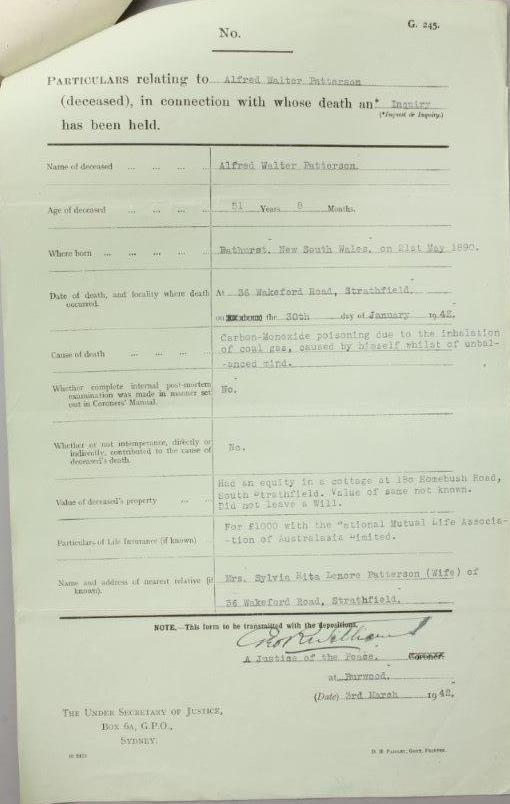 G. 245.
No.
PARTICULARS relating to Alfred Walter Patterson
(deceased), in connection with whose death an* Inquiry
(*Inquest or Inquiry.)
has been held.
Name of deceased ... ... ... ... Alfred Walter Patterson.
Age of deceased ... ... ... ... 51 Years 8 Months.
Where born ... ... ... ... ... Bathurst, New South Wales, on 21st May 1890.
Date of death, and locality where death At 36 Wakeford Road, Strathfield.
occurred.
on the 30th day of January 1942.
Carbon-Monoxide poisoning due to the inhalation
Cause of death ... ... ... of coal gas, caused by himself whilst of unbal-
-anced mind.
Whether complete internal post-mortem
examination was made in manner set No.
out in Coroners' Manual.
Whether or not intemperance, directly or
indirectly, contributed to the cause of No.
deceased's death.
Had an equity in a cottage at 180 Homebush Road,
Value of deceased's property ... ... South Strathfield. Value of same not known.
Did not leave a Will.
For £1000 with the National Mutual Life Associa-
Particulars of Life Insurance (if known) ... -tion of Australasia Limited.
Name and address of nearest relative (if Mrs. Sylvia Rita Lenore Patterson (Wife) of
known).
36 Wakeford Road, Strathfield.
NOTE.—This form to be transmitted with the depositions.
A Justice of the Peace. Coroner.
at Burwood.
(Date) 3rd March 1942.
THE UNDER SECRETARY OF JUSTICE,
BOX 6A, G.P.O.,
SYDNEY.